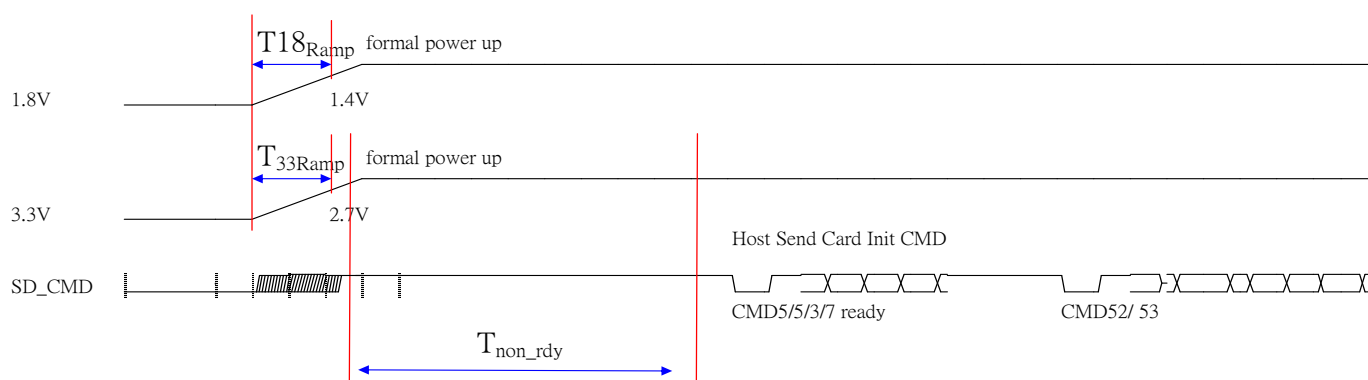 T18Ramp formal power up
1.8V 1.4V
T33Ramp formal power up
3.3V 2.7V
Host Send Card Init CMD
SD_CMD
CMD5/5/3/7 ready CMD52/ 53
Tnon_rdy